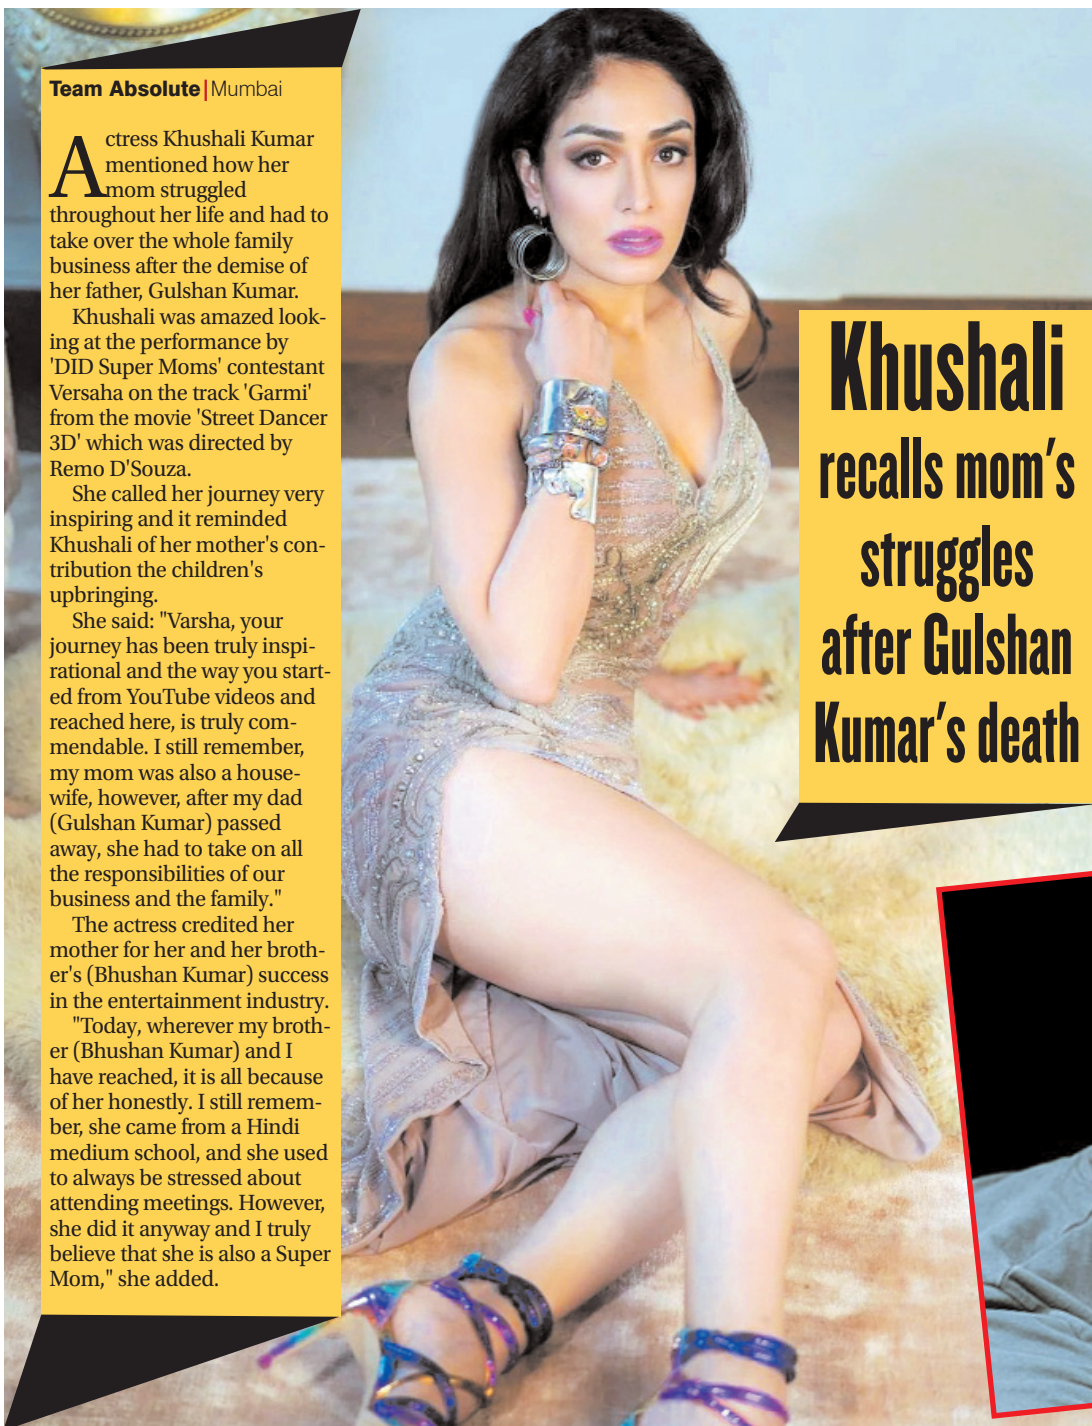 Team Absolute|Mumbai
Actress Khushali Kumar
mentioned how her
mom struggled
throughout her life and had to
take over the whole family
business after the demise of
her father, Gulshan Kumar.
Khushali was amazed look-
ing at the performance by
'DID Super Moms' contestant
Versaha on the track 'Garmi'
from the movie 'Street Dancer
3D' which was directed by
Remo D'Souza.
She called her journey very
inspiring and it reminded
Khushali of her mother's con-
tribution the children's
upbringing.
She said: "Varsha, your
journey has been truly inspi-
rational and the way you start-
ed from YouTube videos and
reached here, is truly com-
mendable. I still remember,
my mom was also a house-
wife, however, after my dad
(Gulshan Kumar) passed
away, she had to take on all
the responsibilities of our
business and the family."
The actress credited her
mother for her and her broth-
er's (Bhushan Kumar) success
in the entertainment industry.
"Today, wherever my broth-
er (Bhushan Kumar) and I
have reached, it is all because
of her honestly. I still remem-
ber, she came from a Hindi
medium school, and she used
to always be stressed about
attending meetings. However,
she did it anyway and I truly
believe that she is also a Super
Mom," she added.
Khushali
recalls mom's
struggles
after Gulshan
Kumar's death